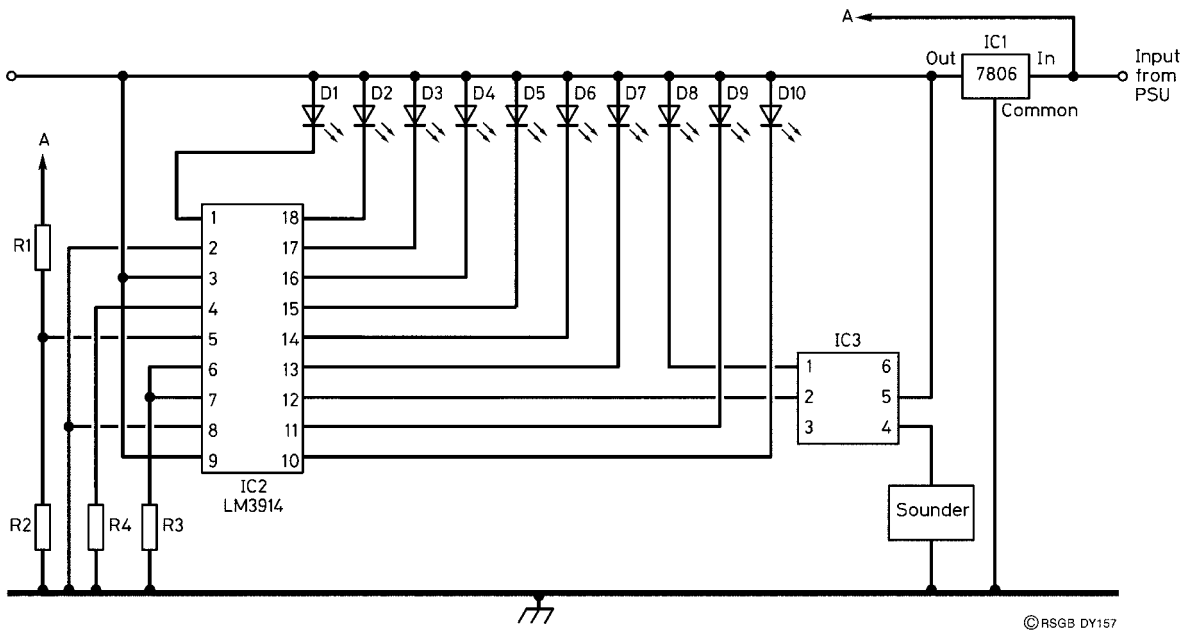 A
IC1
Out
7806
In
Input
from
PSU
Common
D1
D2
D3
D4
D5
D6
D7
D8
D9
D10
A
R1
1
18
2
17
3
16
4
15
5
14
6
13
7
12
8
11
9
10
IC2
LM3914
IC3
1
6
2
5
3
4
Sounder
R2
R4
R3
©RSGB DY157